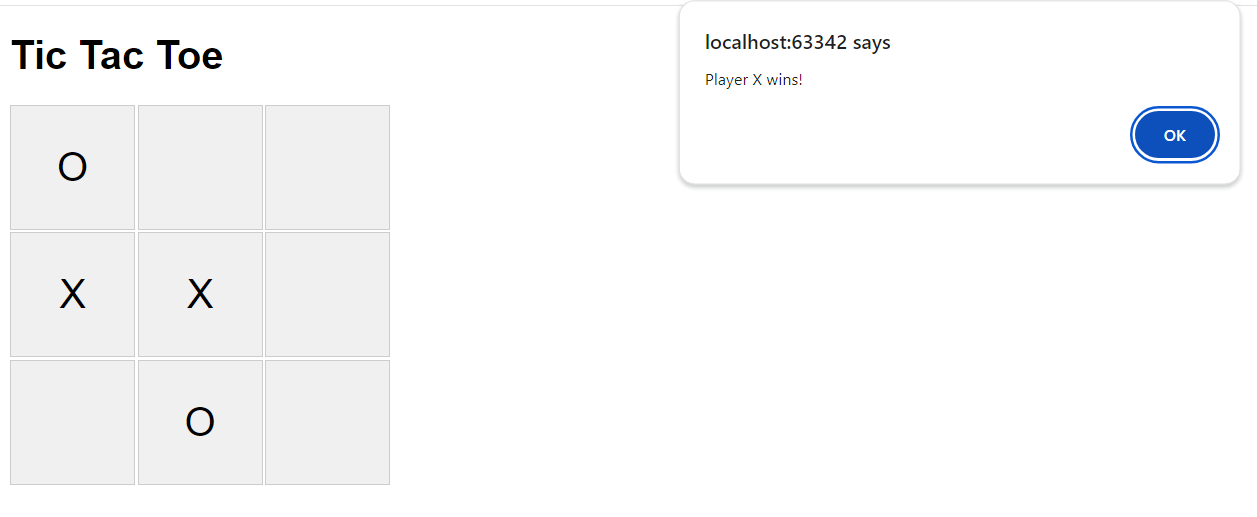 Tic Tac Toe
localhost:63342 says
Player X wins!
OK
O
X X
O